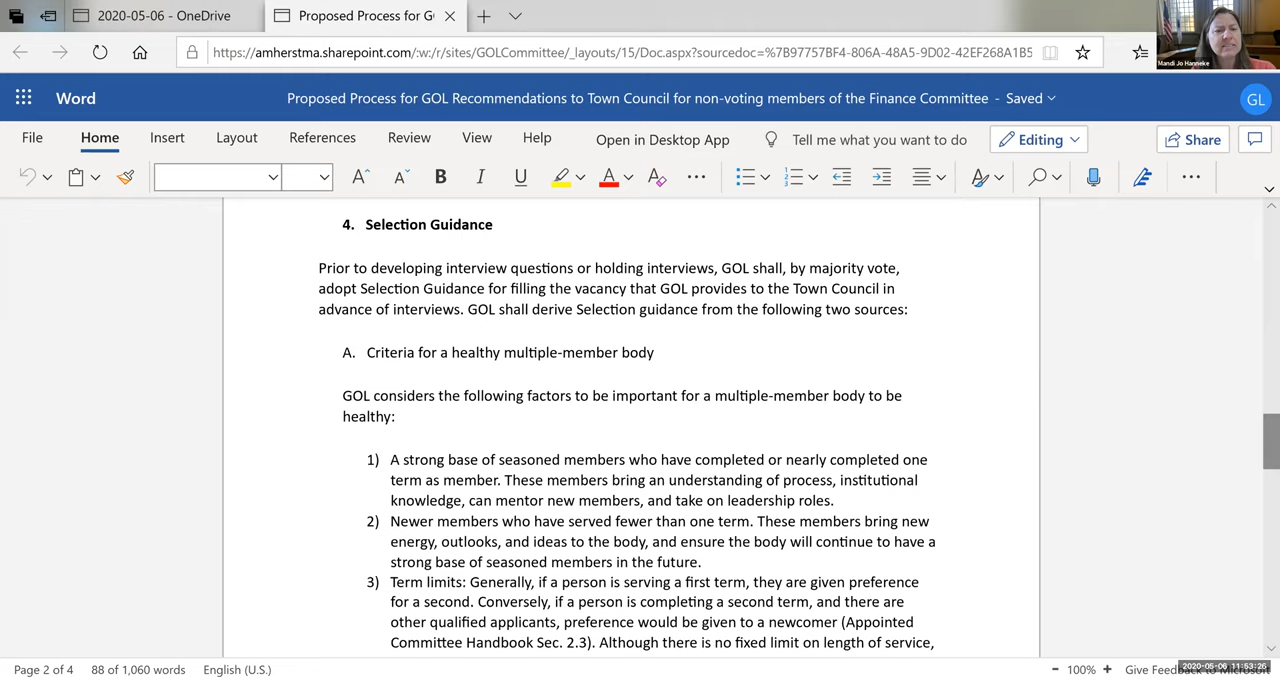 2020-05-06 - OneDrive
Proposed Process for G
https://amherstma.sharepoint.com/:w:/r/sites/GOLCommittee/_layouts/15/Doc.aspx?sourcedoc=%7B97757BF4-806A-48A5-9D02-42EF268A1B5
Mandi Jo Hanneke
Word
Proposed Process for GOL Recommendations to Town Council for non-voting members of the Finance Committee - Saved
GL
File Home Insert Layout References Review View Help Open in Desktop App Tell me what you want to do Editing Share
4. Selection Guidance
Prior to developing interview questions or holding interviews, GOL shall, by majority vote,
adopt Selection Guidance for filling the vacancy that GOL provides to the Town Council in
advance of interviews. GOL shall derive Selection guidance from the following two sources:
A. Criteria for a healthy multiple-member body
GOL considers the following factors to be important for a multiple-member body to be
healthy:
1) A strong base of seasoned members who have completed or nearly completed one
term as member. These members bring an understanding of process, institutional
knowledge, can mentor new members, and take on leadership roles.
2) Newer members who have served fewer than one term. These members bring new
energy, outlooks, and ideas to the body, and ensure the body will continue to have a
strong base of seasoned members in the future.
3) Term limits: Generally, if a person is serving a first term, they are given preference
for a second. Conversely, if a person is completing a second term, and there are
other qualified applicants, preference would be given to a newcomer (Appointed
Committee Handbook Sec. 2.3). Although there is no fixed limit on length of service,
Page 2 of 4 88 of 1,060 words English (U.S.) - 100% + Give Feedback to Microsoft
2020-05-06 11:53:26